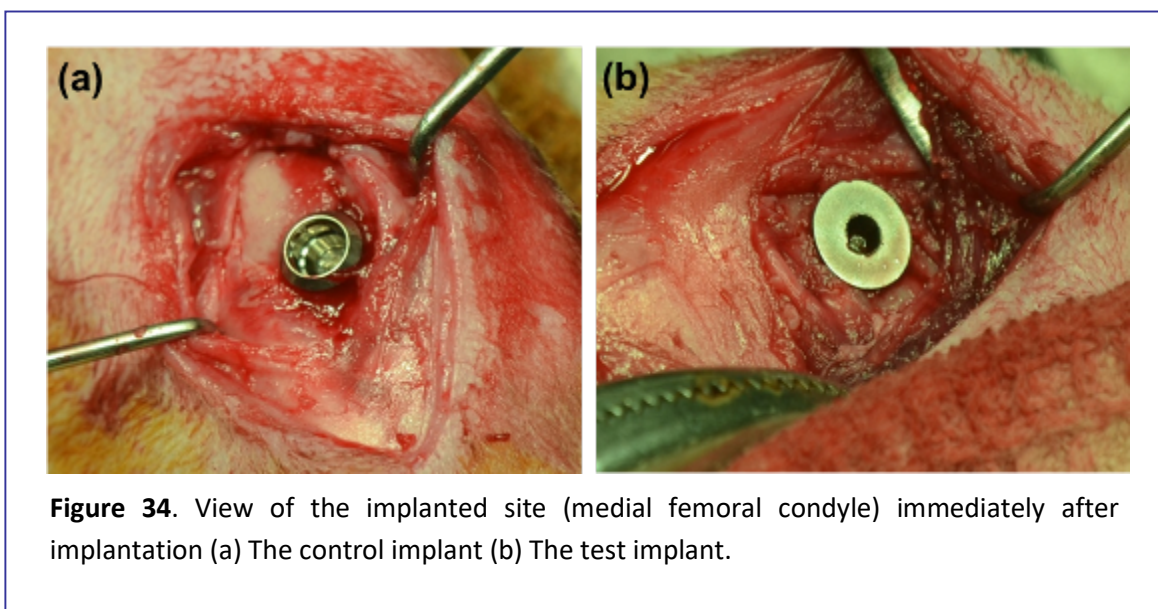 (a)
(b)
Figure 34. View of the implanted site (medial femoral condyle) immediately after
implantation (a) The control implant (b) The test implant.